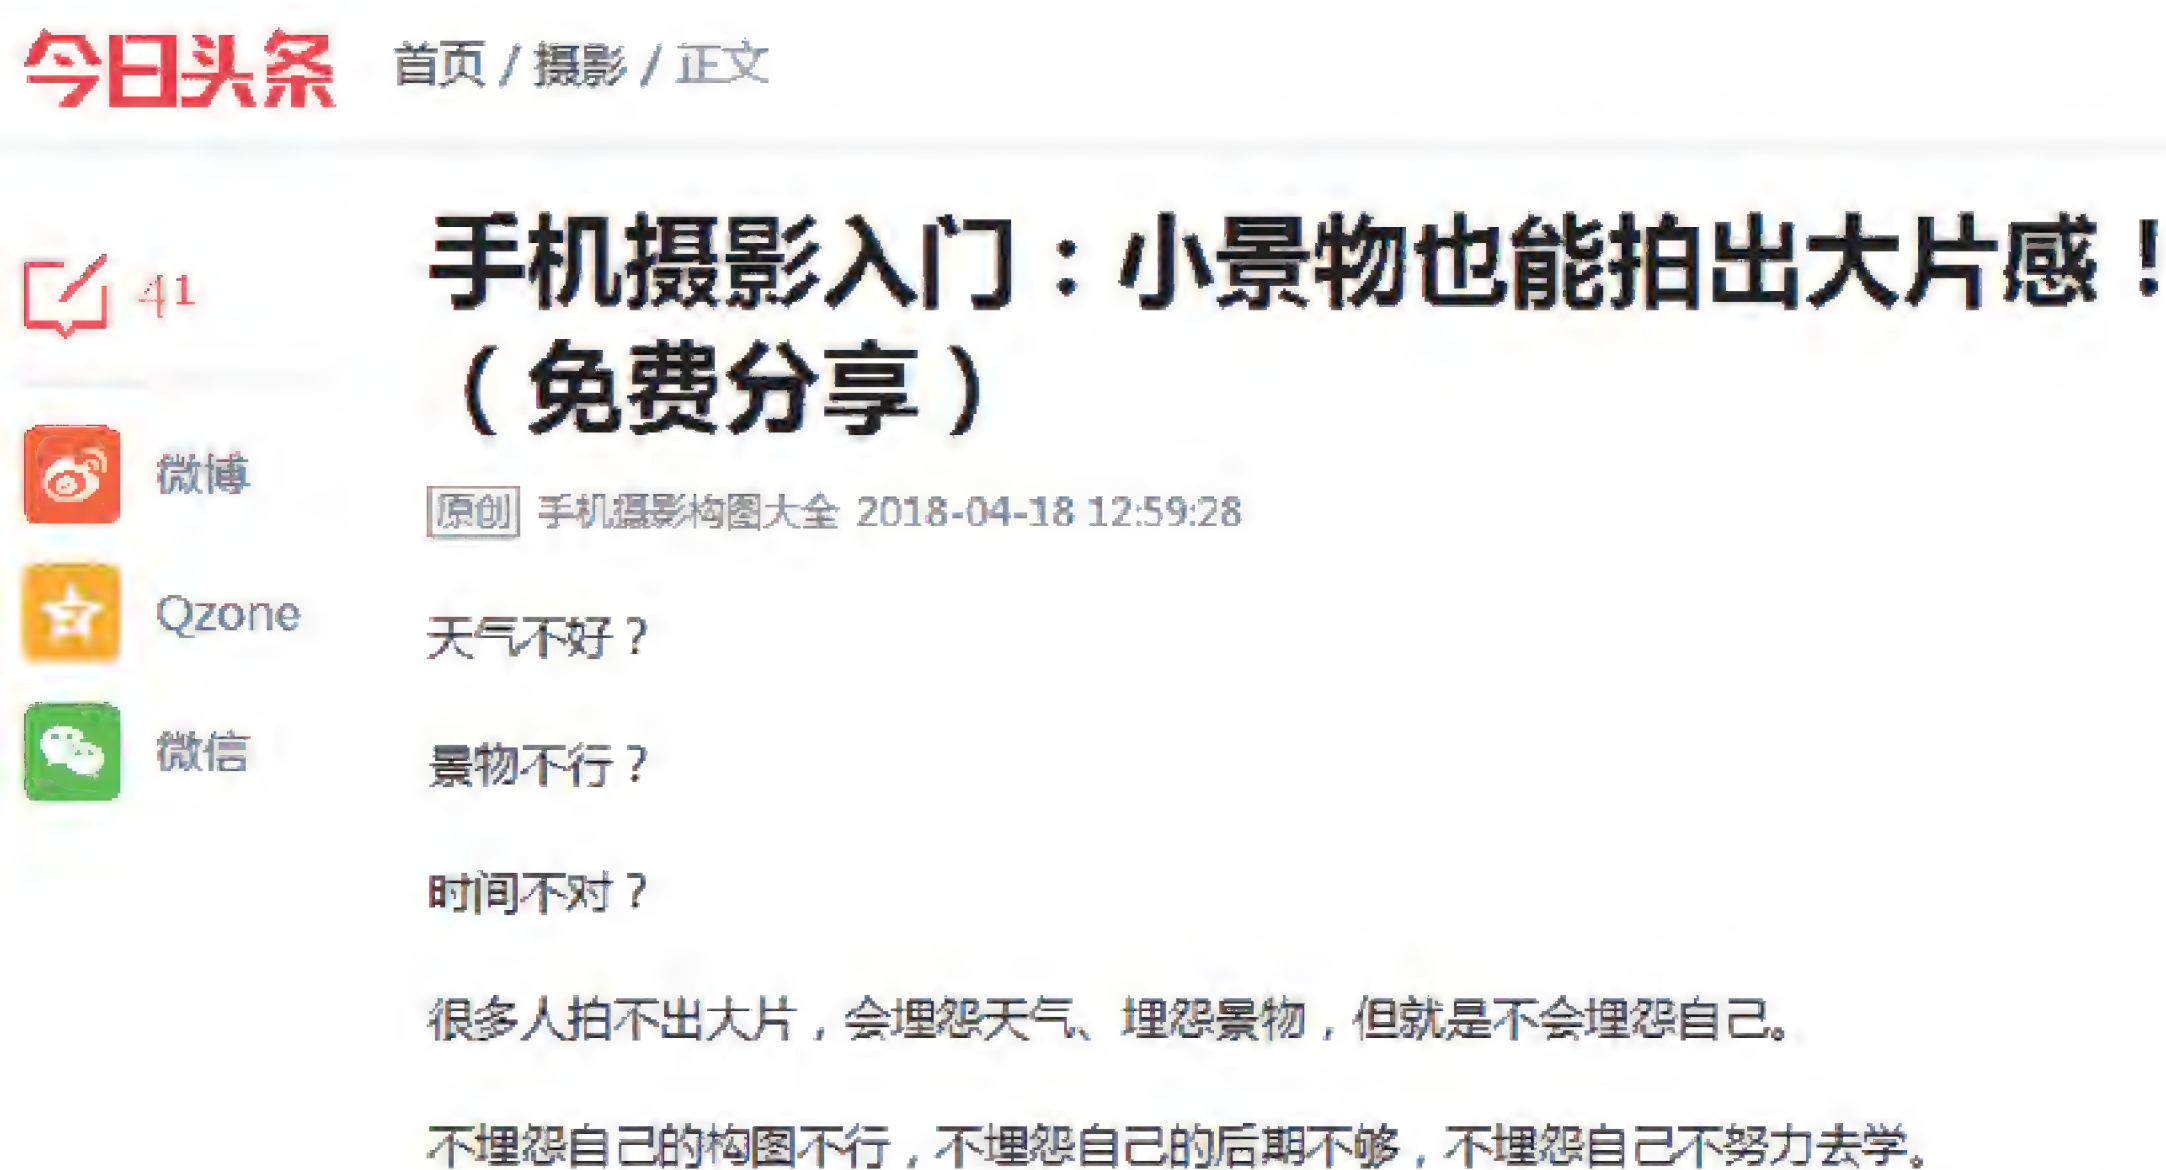 今日头条 首页 / 摄影 / 正文
手机摄影入门：小景物也能拍出大片感！
（免费分享）
41
微博
Qzone
微信
原创 手机摄影构图大全 2018-04-18 12:59:28
天气不好？
景物不行？
时间不对？
很多人拍不出大片，会埋怨天气、埋怨景物，但就是不会埋怨自己。
不埋怨自己的构图不行，不埋怨自己的后期不够，不埋怨自己不努力去学。